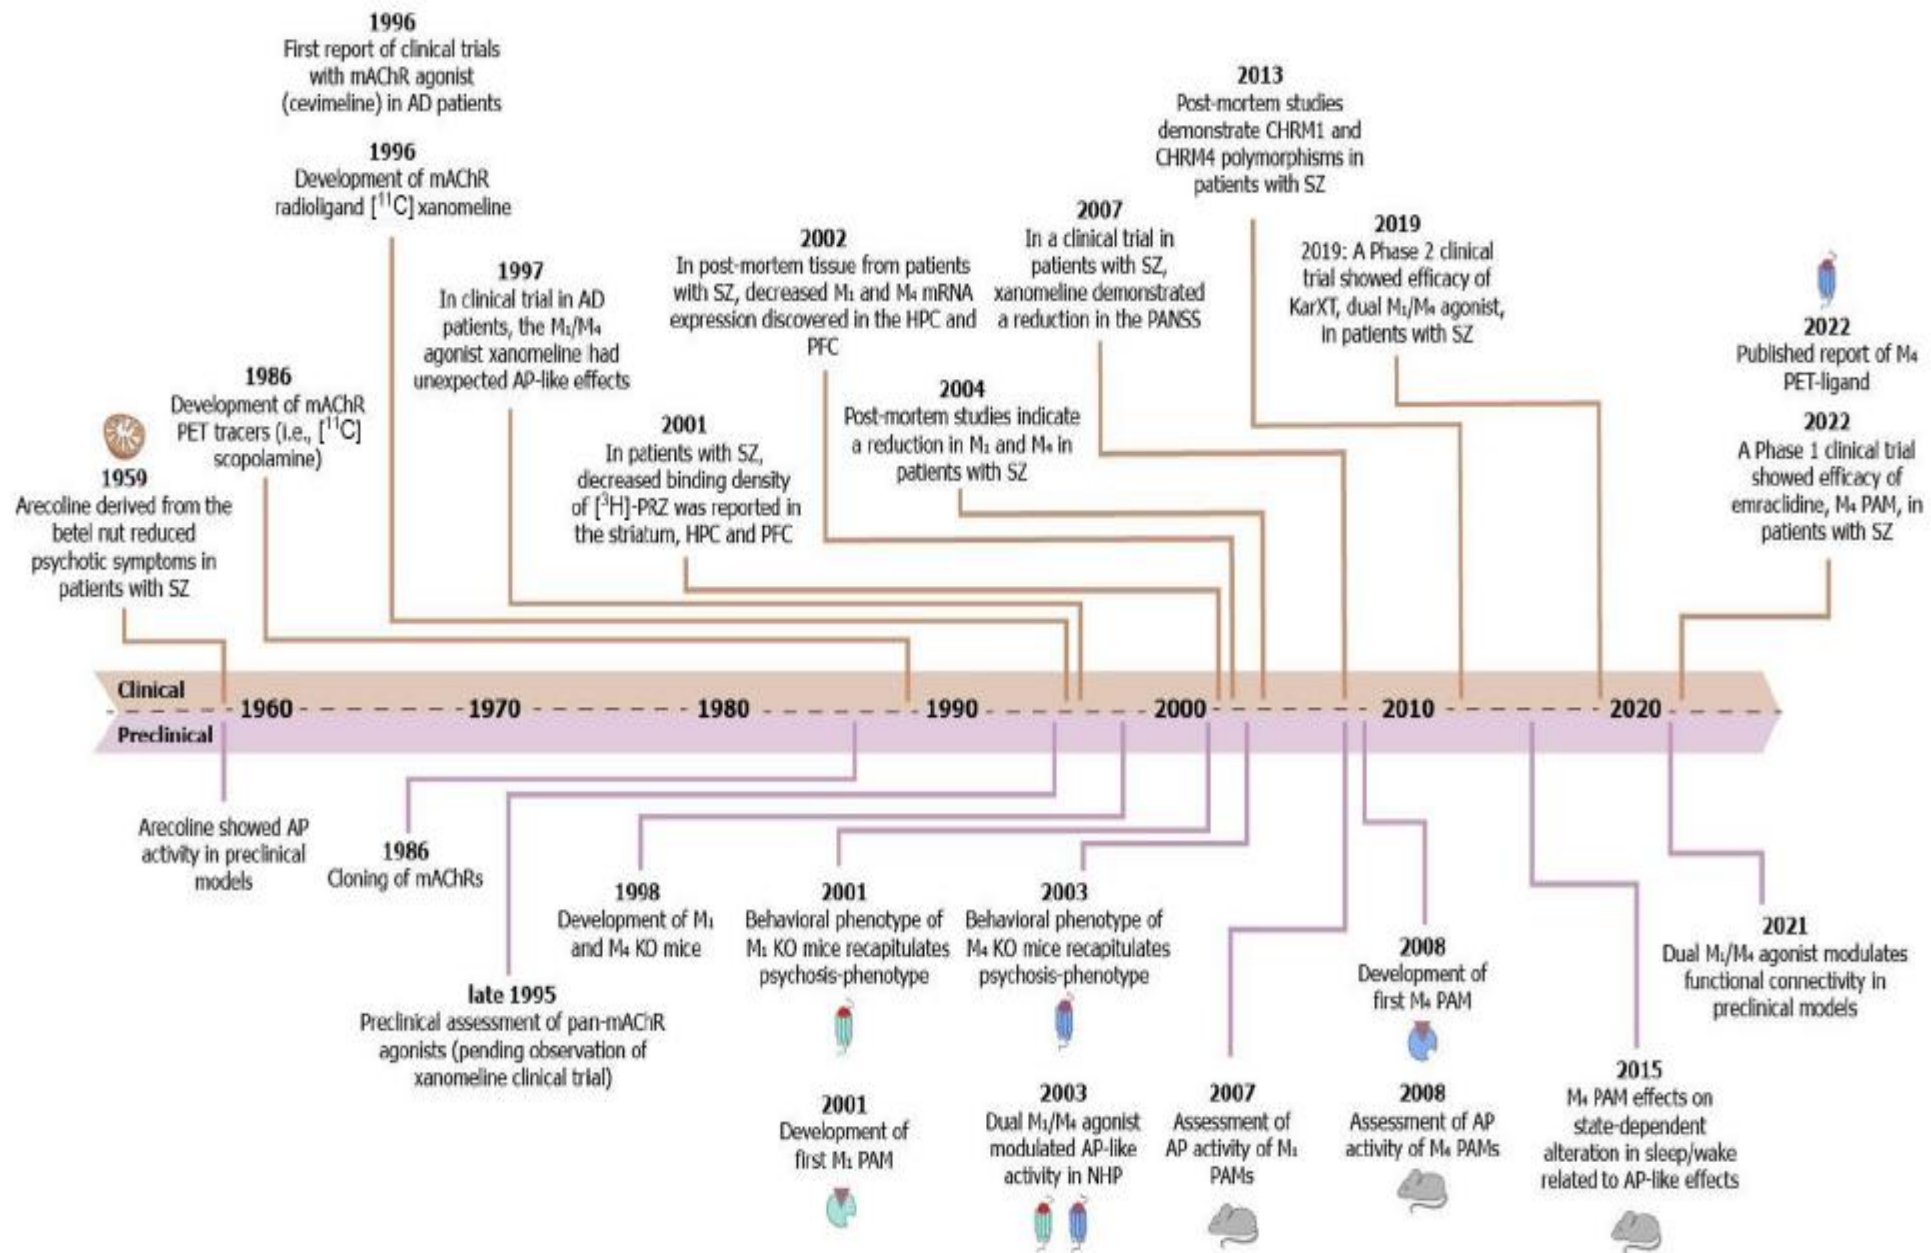 1996
First report of clinical trials
with mAChR agonist
(cevimeline) in AD patients
1996
Development of mAChR
radioligand [¹¹C] xanomeline
1997
In clinical trial in AD
patients, the M₁/M₄
agonist xanomeline had
unexpected AP-like effects
1986
Development of mAChR
PET tracers (i.e., [¹¹C]
scopolamine)
1959
Arecoline derived from the
betel nut reduced
psychotic symptoms in
patients with SZ
2001
In patients with SZ,
decreased binding density
of [³H]-PRZ was reported in
the striatum, HPC and PFC
2002
In post-mortem tissue from patients
with SZ, decreased M₁ and M₄ mRNA
expression discovered in the HPC and
PFC
2004
Post-mortem studies indicate
a reduction in M₁ and M₄ in
patients with SZ
2007
In a clinical trial in
patients with SZ,
xanomeline demonstrated
a reduction in the PANSS
2013
Post-mortem studies
demonstrate CHRM1 and
CHRM4 polymorphisms in
patients with SZ
2019
2019: A Phase 2 clinical
trial showed efficacy of
KarXT, dual M₁/M₄ agonist,
in patients with SZ
2022
Published report of M₄
PET-ligand
2022
A Phase 1 clinical trial
showed efficacy of
emraclidine, M₄ PAM, in
patients with SZ
Clinical
1960 1970 1980 1990 2000 2010 2020
Preclinical
Arecoline showed AP
activity in preclinical
models
1986
Cloning of mAChRs
late 1995
Preclinical assessment of pan-mAChR
agonists (pending observation of
xanomeline clinical trial)
1998
Development of M₁
and M₄ KO mice
2001
Behavioral phenotype of
M₁ KO mice recapitulates
psychosis-phenotype
2001
Development of
first M₁ PAM
2003
Behavioral phenotype of
M₄ KO mice recapitulates
psychosis-phenotype
2003
Dual M₁/M₄ agonist
modulated AP-like
activity in NHP
2007
Assessment of
AP activity of M₁
PAMs
2008
Development of
first M₄ PAM
2008
Assessment of AP
activity of M₄ PAMs
2015
M₄ PAM effects on
state-dependent
alteration in sleep/wake
related to AP-like effects
2021
Dual M₁/M₄ agonist modulates
functional connectivity in
preclinical models